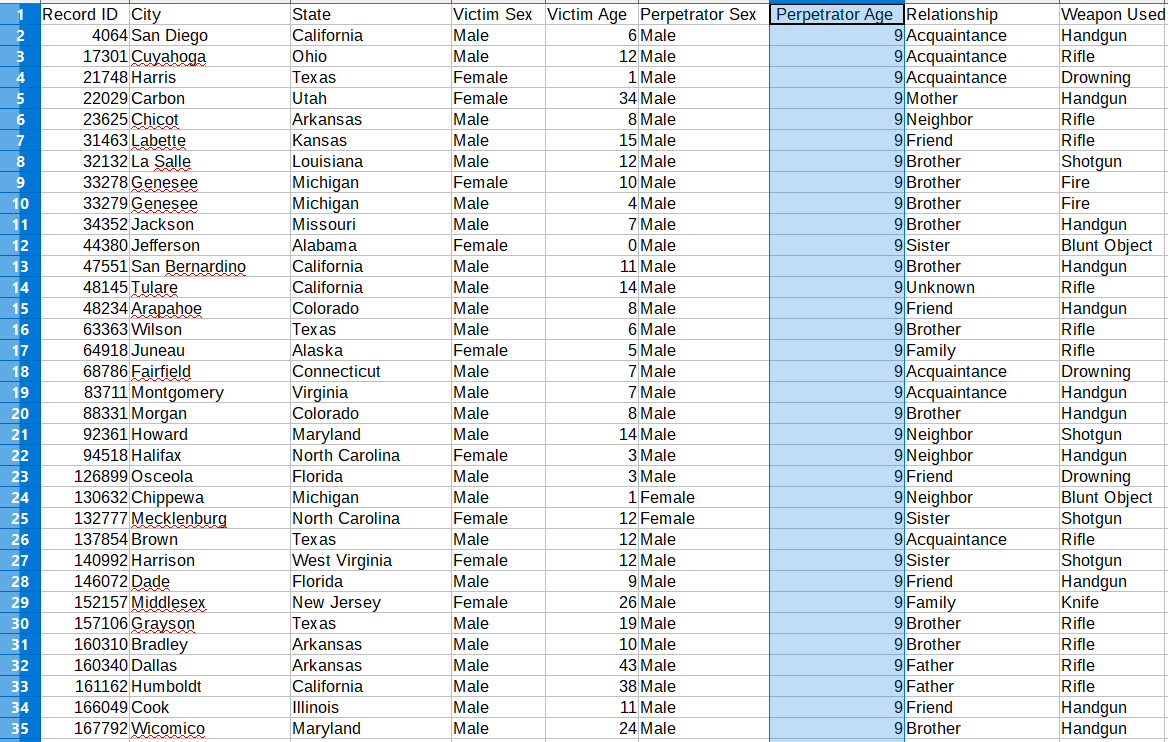 1 Record ID City State Victim Sex Victim Age Perpetrator Sex Perpetrator Age Relationship Weapon Used
2 4064 San Diego California Male 6 Male 9 Acquaintance Handgun
3 17301 Cuyahoga Ohio Male 12 Male 9 Acquaintance Rifle
4 21748 Harris Texas Female 1 Male 9 Acquaintance Drowning
5 22029 Carbon Utah Female 34 Male 9 Mother Handgun
6 23625 Chicot Arkansas Male 8 Male 9 Neighbor Rifle
7 31463 Labette Kansas Male 15 Male 9 Friend Rifle
8 32132 La Salle Louisiana Male 12 Male 9 Brother Shotgun
9 33278 Genesee Michigan Female 10 Male 9 Brother Fire
10 33279 Genesee Michigan Male 4 Male 9 Brother Fire
11 34352 Jackson Missouri Male 7 Male 9 Brother Handgun
12 44380 Jefferson Alabama Female 0 Male 9 Sister Blunt Object
13 47551 San Bernardino California Male 11 Male 9 Brother Handgun
14 48145 Tulare California Male 14 Male 9 Unknown Rifle
15 48234 Arapahoe Colorado Male 8 Male 9 Friend Handgun
16 63363 Wilson Texas Male 6 Male 9 Brother Rifle
17 64918 Juneau Alaska Female 5 Male 9 Family Rifle
18 68786 Fairfield Connecticut Male 7 Male 9 Acquaintance Drowning
19 83711 Montgomery Virginia Male 7 Male 9 Acquaintance Handgun
20 88331 Morgan Colorado Male 8 Male 9 Brother Handgun
21 92361 Howard Maryland Male 14 Male 9 Neighbor Shotgun
22 94518 Halifax North Carolina Female 3 Male 9 Neighbor Handgun
23 126899 Osceola Florida Male 3 Male 9 Friend Drowning
24 130632 Chippewa Michigan Male 1 Female 9 Neighbor Blunt Object
25 132777 Mecklenburg North Carolina Female 12 Female 9 Sister Shotgun
26 137854 Brown Texas Male 12 Male 9 Acquaintance Rifle
27 140992 Harrison West Virginia Female 12 Male 9 Sister Shotgun
28 146072 Dade Florida Male 9 Male 9 Friend Handgun
29 152157 Middlesex New Jersey Female 26 Male 9 Family Knife
30 157106 Grayson Texas Male 19 Male 9 Brother Rifle
31 160310 Bradley Arkansas Male 10 Male 9 Brother Rifle
32 160340 Dallas Arkansas Male 43 Male 9 Father Rifle
33 161162 Humboldt California Male 38 Male 9 Father Rifle
34 166049 Cook Illinois Male 11 Male 9 Friend Handgun
35 167792 Wicomico Maryland Male 24 Male 9 Brother Handgun